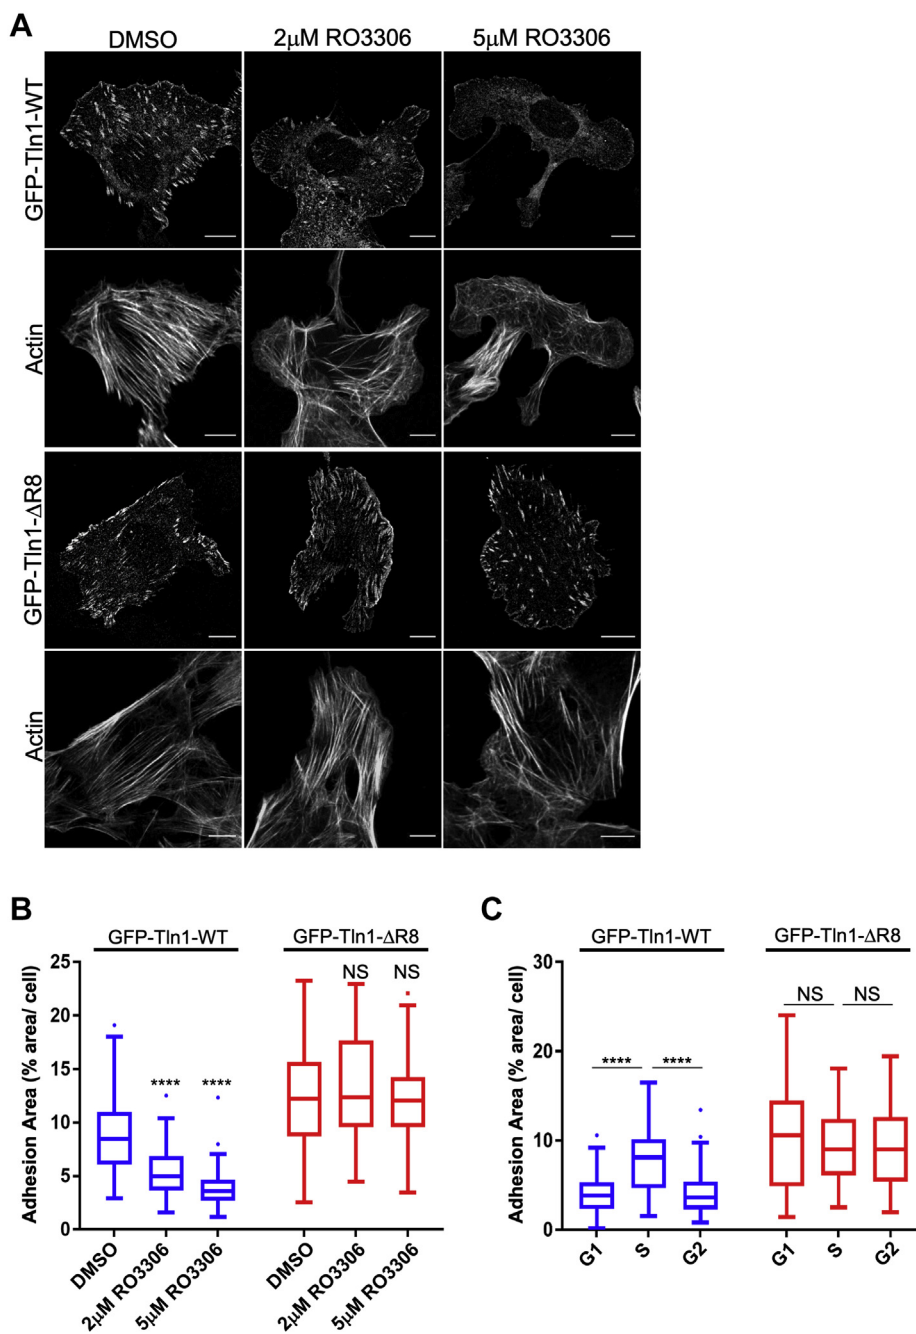 A
DMSO
2μM RO3306
5μM RO3306
GFP-Tln1-WT
Actin
GFP-Tln1-ΔR8
Actin
B
GFP-Tln1-WT
GFP-Tln1-ΔR8
Adhesion Area (% area/ cell)
25
20
15
10
5
0
****
****
NS
NS
DMSO
2μM RO3306
5μM RO3306
DMSO
2μM RO3306
5μM RO3306
C
GFP-Tln1-WT
GFP-Tln1-ΔR8
Adhesion Area (% area/ cell)
30
20
10
0
****
****
NS
NS
G1
S
G2
G1
S
G2